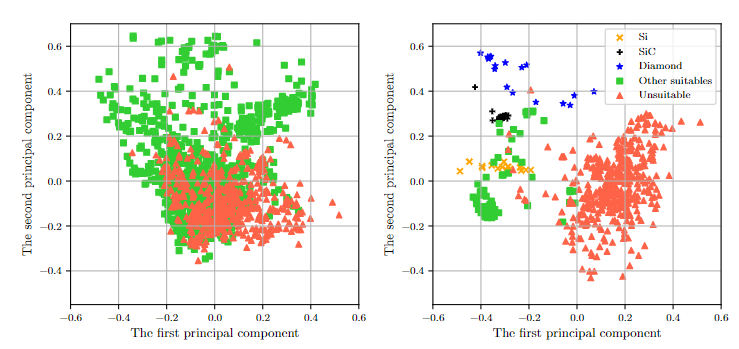 0.6
0.4
0.2
0.0
−0.2
−0.4
−0.6 −0.4 −0.2 0.0 0.2 0.4 0.6
The first principal component
The second principal component
0.6
0.4
0.2
0.0
−0.2
−0.4
−0.6 −0.4 −0.2 0.0 0.2 0.4 0.6
The first principal component
The second principal component
Si
SiC
Diamond
Other suitables
Unsuitable